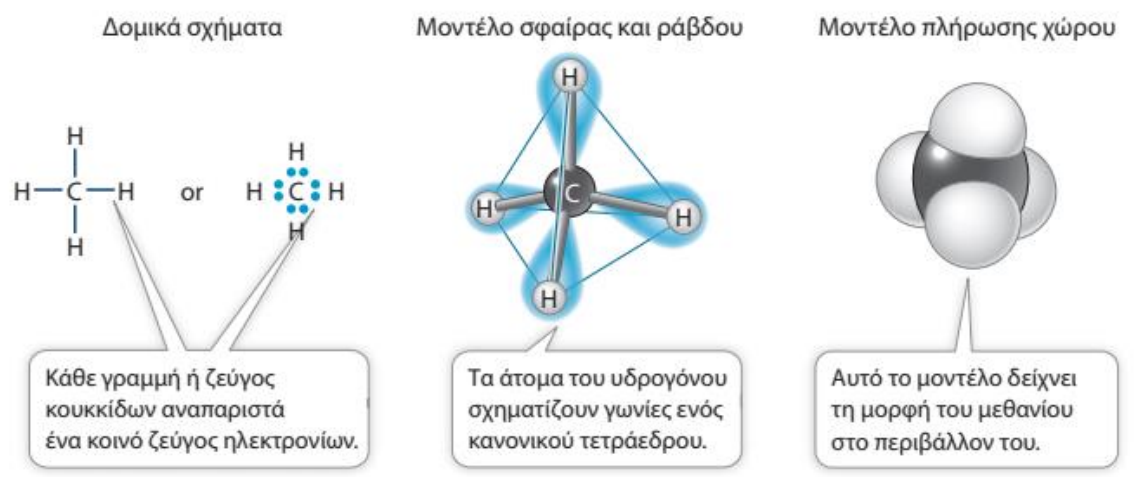 Δομικά σχήματα
H
H C H
H
or
H
H C H
H
Κάθε γραμμή ή ζεύγος
κουκκίδων αναπαριστά
ένα κοινό ζεύγος ηλεκτρονίων.
Μοντέλο σφαίρας και ράβδου
H
C
H
H
H
Τα άτομα του υδρογόνου
σχηματίζουν γωνίες ενός
κανονικού τετράεδρου.
Μοντέλο πλήρωσης χώρου
Αυτό το μοντέλο δείχνει
τη μορφή του μεθανίου
στο περιβάλλον του.